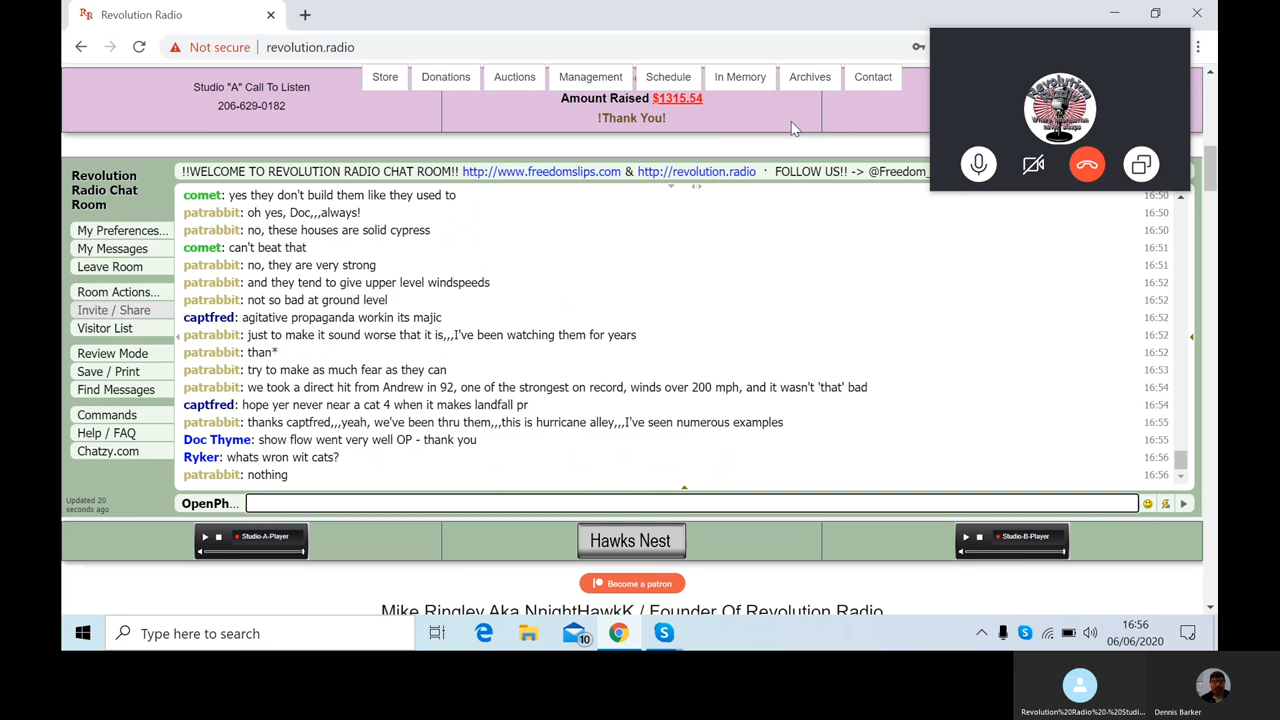 RR Revolution Radio
Not secure revolution.radio
Store Donations Auctions Management Schedule In Memory Archives Contact
Studio "A" Call To Listen
206-629-0182
Amount Raised $1315.54
!Thank You!
Revolution
Radio Chat
Room
My Preferences...
My Messages
Leave Room
Room Actions...
Invite / Share
Visitor List
Review Mode
Save / Print
Find Messages
Commands
Help / FAQ
Chatzy.com
Updated 20
seconds ago
!!WELCOME TO REVOLUTION RADIO CHAT ROOM!! http://www.freedomslips.com & http://revolution.radio · FOLLOW US!! -> @Freedom_
comet: yes they don't build them like they used to 16:50
patrabbit: oh yes, Doc,,,always! 16:50
patrabbit: no, these houses are solid cypress 16:50
comet: can't beat that 16:51
patrabbit: no, they are very strong 16:51
patrabbit: and they tend to give upper level windspeeds 16:52
patrabbit: not so bad at ground level 16:52
captfred: agitative propaganda workin its majic 16:52
patrabbit: just to make it sound worse that it is,,,I've been watching them for years 16:52
patrabbit: than* 16:52
patrabbit: try to make as much fear as they can 16:53
patrabbit: we took a direct hit from Andrew in 92, one of the strongest on record, winds over 200 mph, and it wasn't 'that' bad 16:54
captfred: hope yer never near a cat 4 when it makes landfall pr 16:54
patrabbit: thanks captfred,,,yeah, we've been thru them,,,this is hurricane alley,,,I've seen numerous examples 16:55
Doc Thyme: show flow went very well OP - thank you 16:55
Ryker: whats wron wit cats? 16:56
patrabbit: nothing 16:56
OpenPh...
Studio-A-Player
Hawks Nest
Studio-B-Player
Become a patron
Mike Ringley Aka NnightHawkK / Founder Of Revolution Radio
Type here to search
10
16:56
06/06/2020
Revolution%20Radio%20-%20Studi...
Dennis Barker